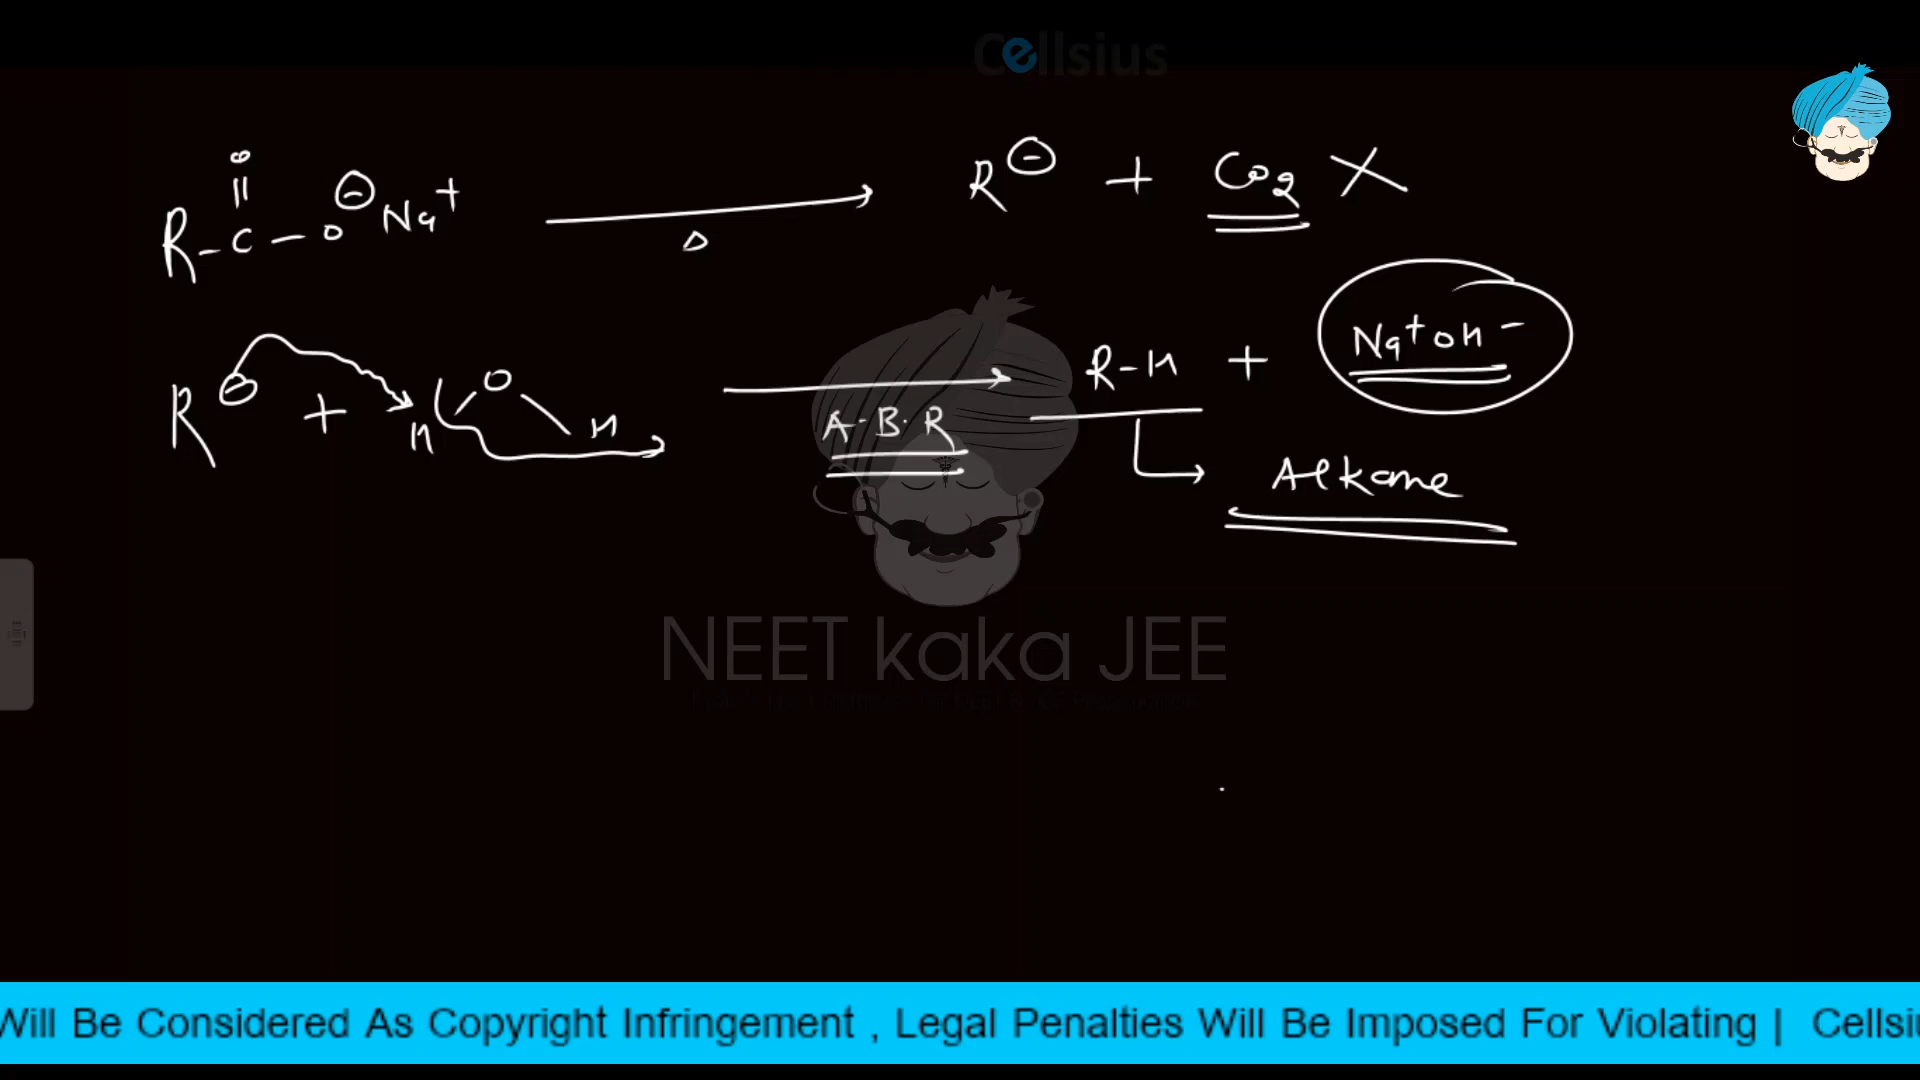 Cellsius
R-C(=O)-O⊖ Na+ —Δ→ R⊖ + CO2 X
R⊖ + H O H —A.B.R→ R-H + Na+OH-
Alkane
NEET kaka JEE
Will Be Considered As Copyright Infringement , Legal Penalties Will Be Imposed For Violating | Cellsiu